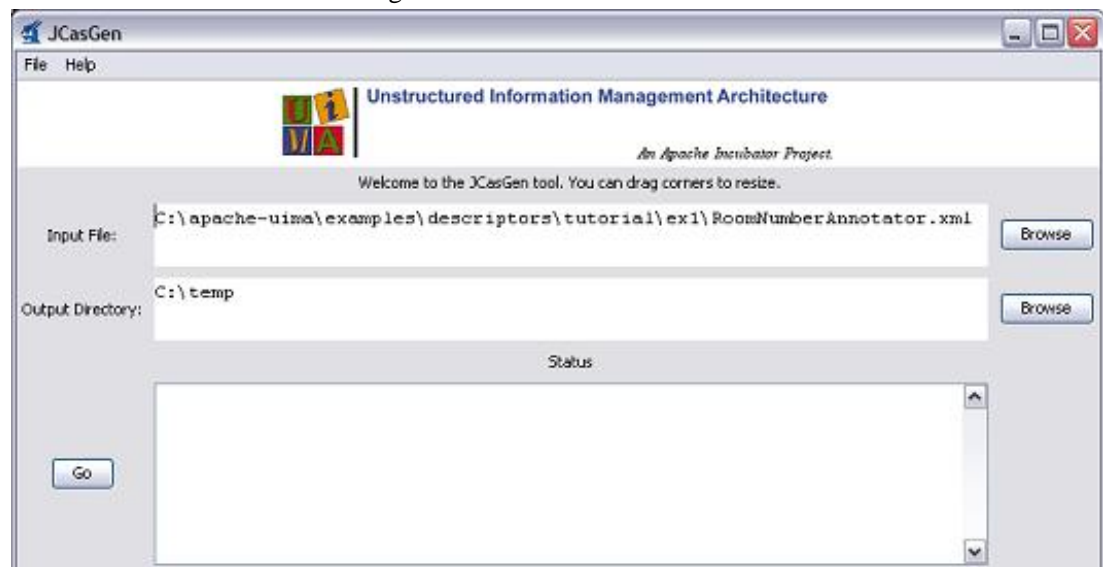 JCasGen
File Help
UIMA
Unstructured Information Management Architecture
An Apache Incubator Project.
Welcome to the JCasGen tool. You can drag corners to resize.
Input File:
C:\apache-uima\examples\descriptors\tutorial\ex1\RoomNumberAnnotator.xml
Browse
Output Directory:
C:\temp
Browse
Status
Go